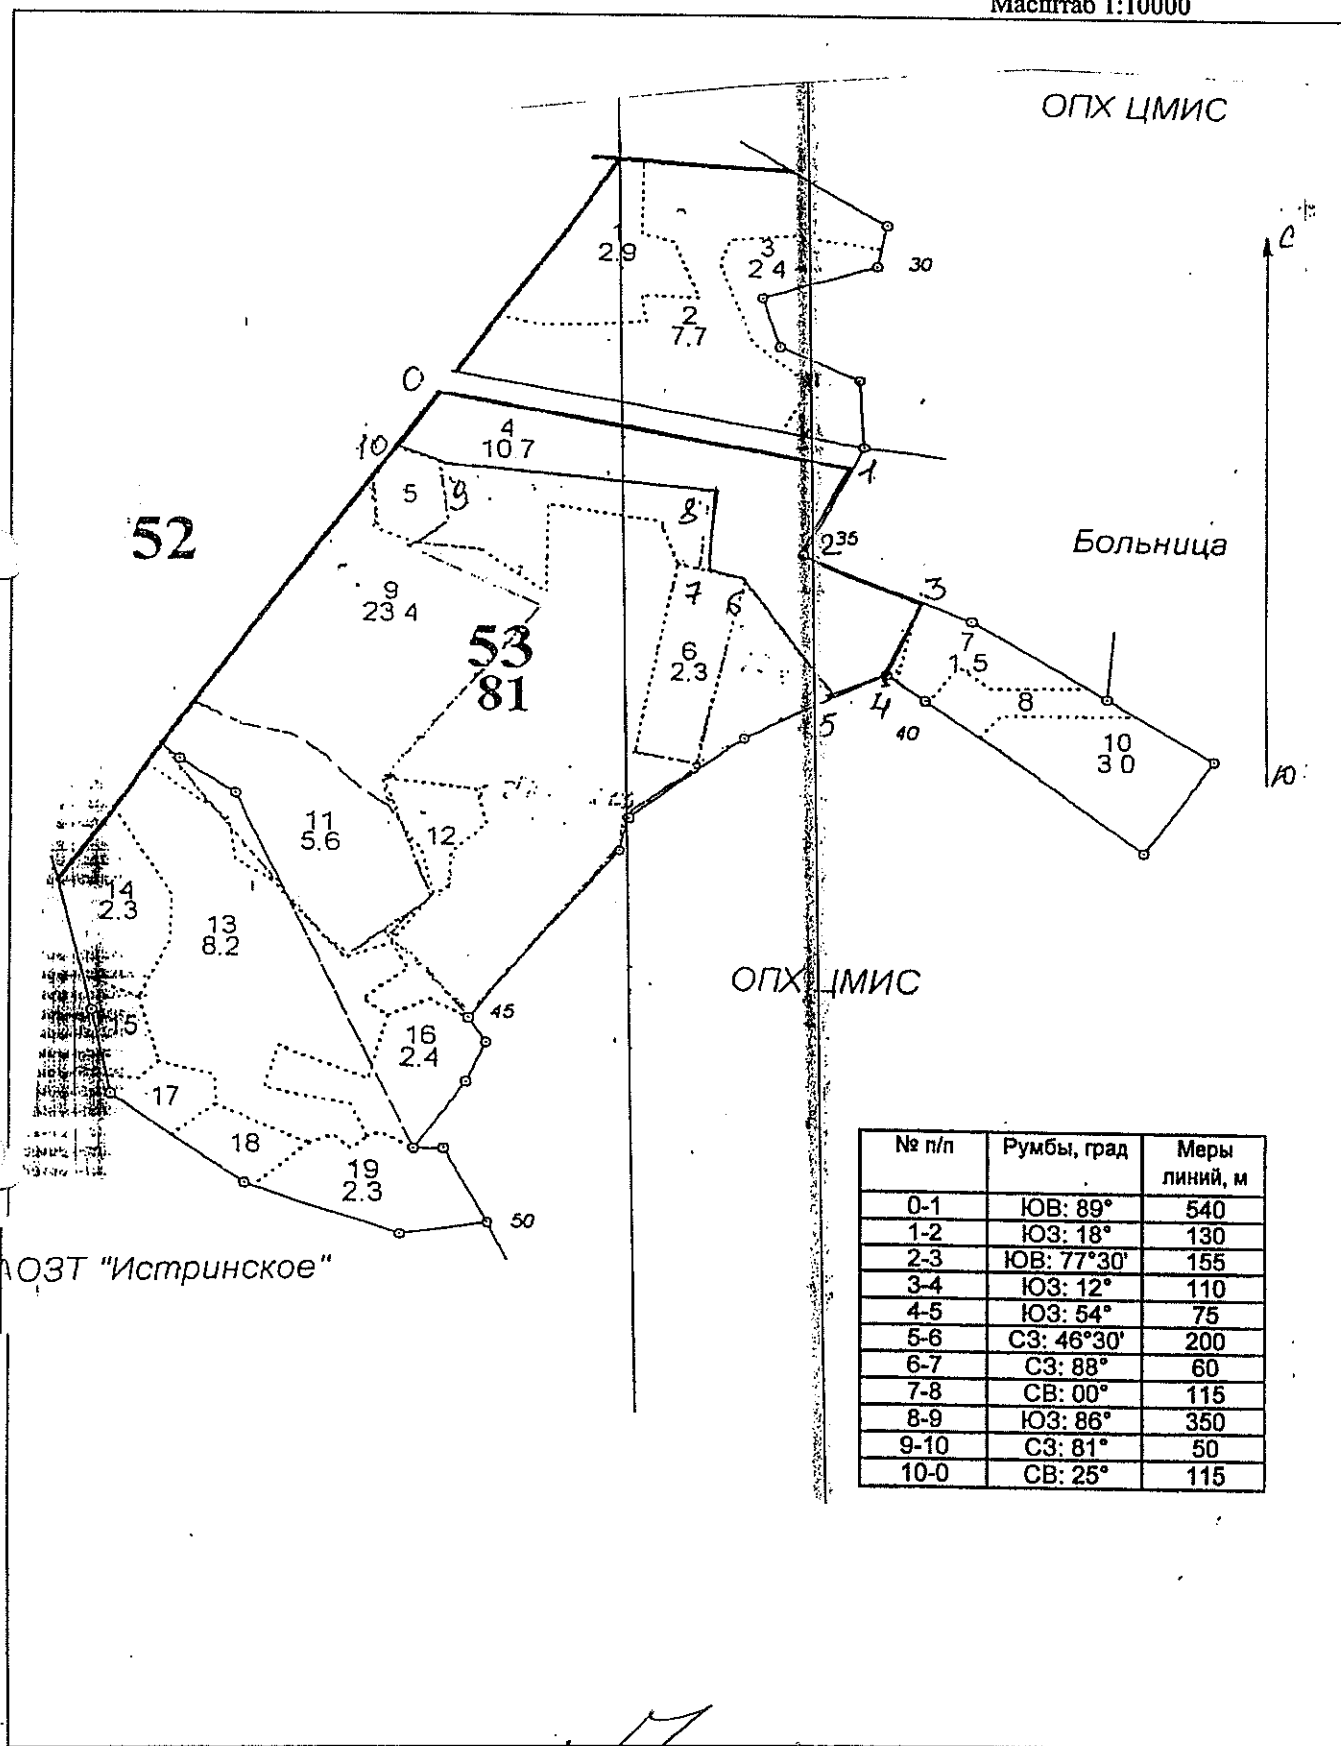 Масштаб 1:10000
ОПХ ЦМИС
С
1
2.9
3
2 4
30
2
7.7
0
4
10 7
10
1
5
9
8
52
2
35
Больница
9
23 4
7
6
3
53
81
6
2.3
7
1.5
8
5
4
40
10
3 0
Ю
11
5.6
12
14
2.3
13
8.2
ОПХ ЦМИС
45
15
16
2.4
17
18
19
2.3
50
АОЗТ "Истринское"
№ п/п Румбы, град Меры линий, м
0-1 ЮВ: 89° 540
1-2 ЮЗ: 18° 130
2-3 ЮВ: 77°30' 155
3-4 ЮЗ: 12° 110
4-5 ЮЗ: 54° 75
5-6 СЗ: 46°30' 200
6-7 СЗ: 88° 60
7-8 СВ: 00° 115
8-9 ЮЗ: 86° 350
9-10 СЗ: 81° 50
10-0 СВ: 25° 115